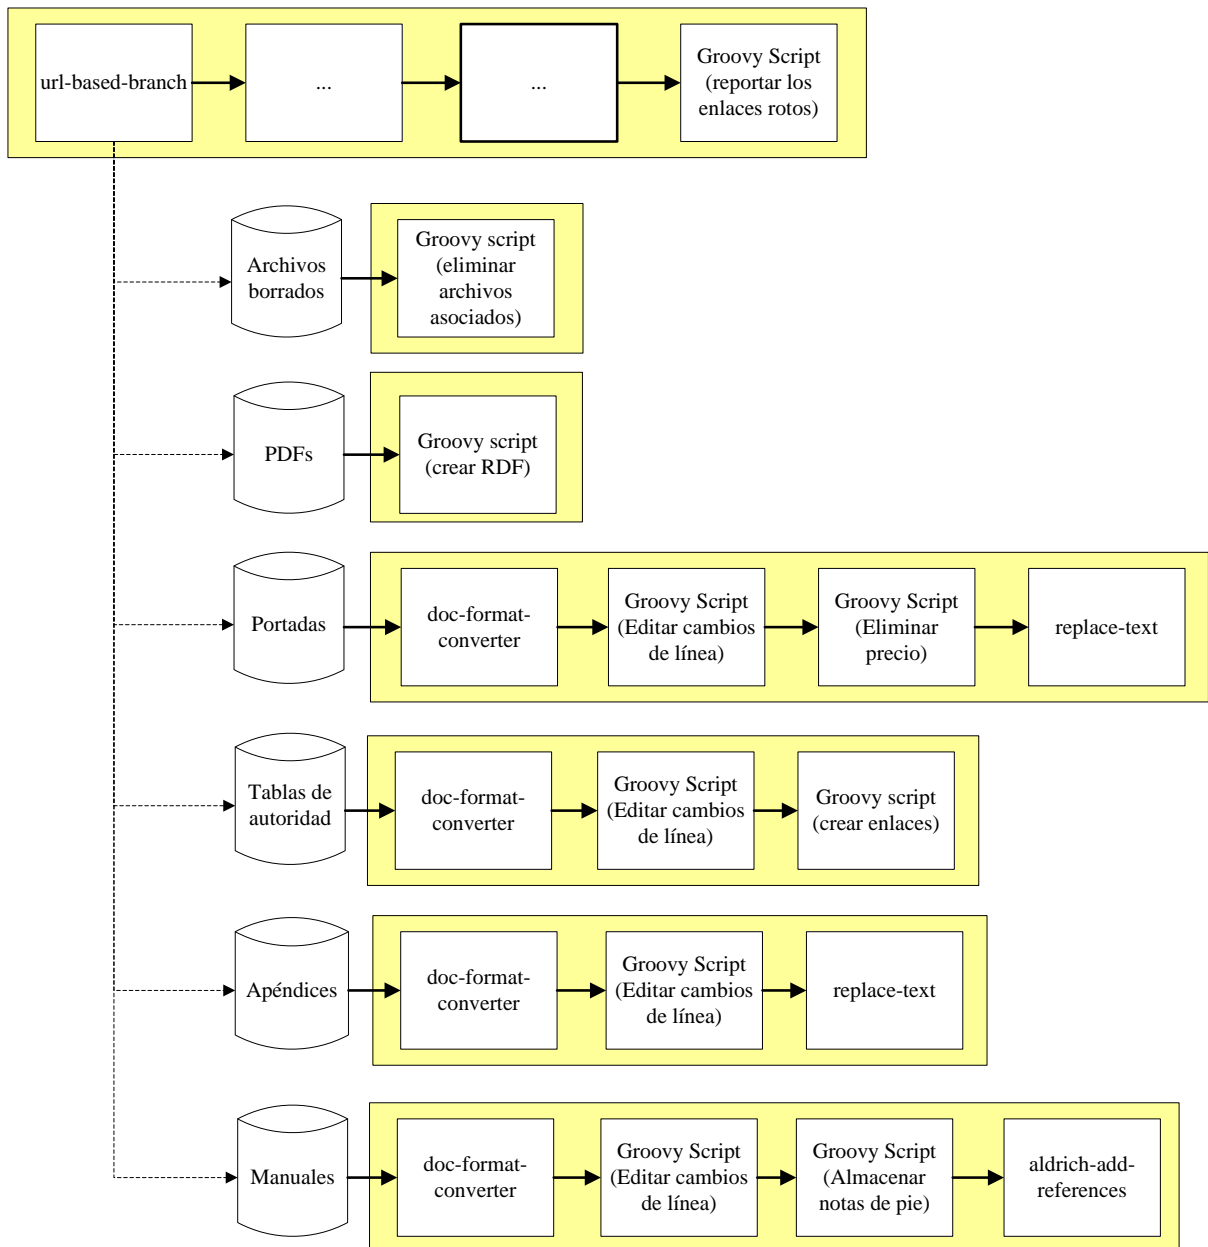 url-based-branch
...
...
Groovy Script
(reportar los
enlaces rotos)
Archivos
borrados
Groovy script
(eliminar
archivos
asociados)
PDFs
Groovy script
(crear RDF)
Portadas
doc-format-
converter
Groovy Script
(Editar cambios
de línea)
Groovy Script
(Eliminar
precio)
replace-text
Tablas de
autoridad
doc-format-
converter
Groovy Script
(Editar cambios
de línea)
Groovy script
(crear enlaces)
Apéndices
doc-format-
converter
Groovy Script
(Editar cambios
de línea)
replace-text
Manuales
doc-format-
converter
Groovy Script
(Editar cambios
de línea)
Groovy Script
(Almacenar
notas de pie)
aldrich-add-
references